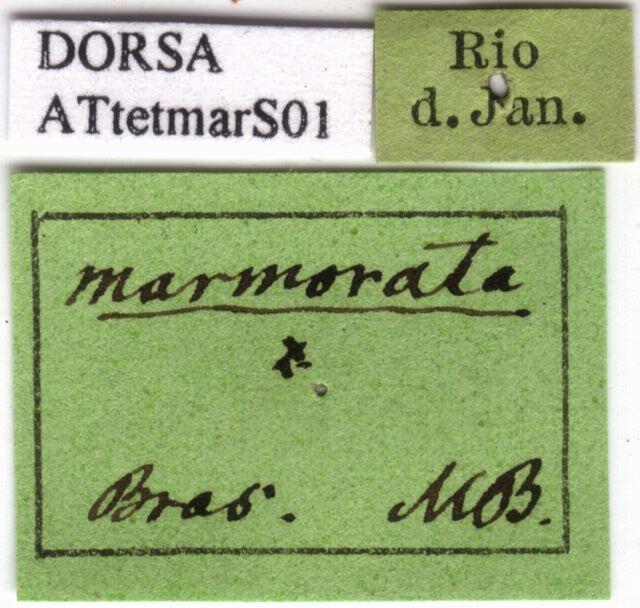 DORSA
ATtetmarS01
Rio
d. Jan.
marmorata
*
Bras. MB.